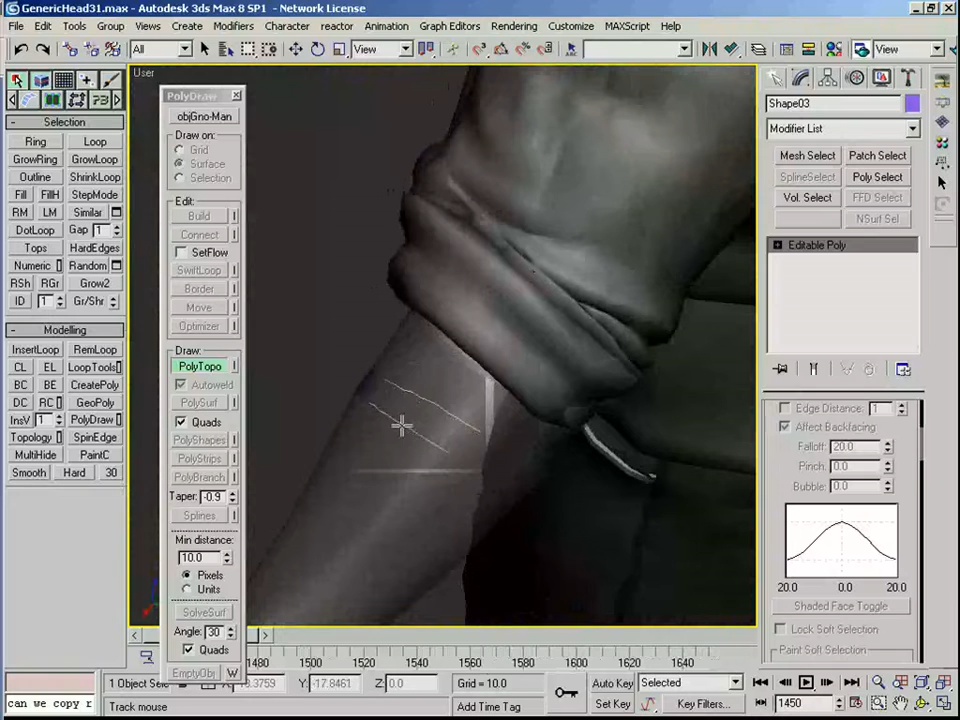 GenericHead31.max - Autodesk 3ds Max 8 SP1 - Network License
File Edit Tools Group Views Create Modifiers Character reactor Animation Graph Editors Rendering Customize MAXScript Help
All View View
User
Selection
Ring Loop
GrowRing GrowLoop
Outline ShrinkLoop
Fill FillH StepMode
RM LM Similar
DotLoop Gap 1
Tops HardEdges
Numeric Random
RSh RGr Grow2
ID 1 Gr/Shr
Modelling
InsertLoop RemLoop
CL EL LoopTools
BC BE CreatePoly
DC RC PolyDraw
InsV 1 GeoPoly
Topology SpinEdge
MultiHide PaintC
Smooth Hard 30
PolyDraw
objGno-Man
Draw on:
Grid
Surface
Selection
Edit:
Build
Connect
SetFlow
SwiftLoop
Border
Move
Optimizer
Draw:
PolyTopo
Autoweld
PolySurf
Quads
PolyShapes
PolyStrips
PolyBranch
Taper: -0.9
Splines
Min distance:
10.0
Pixels
Units
SolveSurf
Angle: 30
Quads
EmptyObj W
Shape03
Modifier List
Mesh Select Patch Select
SplineSelect Poly Select
Vol. Select FFD Select
NSurf Sel
Editable Poly
Edge Distance: 1
Affect Backfacing
Falloff: 20.0
Pinch: 0.0
Bubble: 0.0
20.0 0.0 20.0
Shaded Face Toggle
Lock Soft Selection
Paint Soft Selection
1480 1500 1520 1540 1560 1580 1600 1620 1640
1 Object Sele Y: -17.8461 Z: 0.0 Grid = 10.0 Auto Key Selected
can we copy r Track mouse Add Time Tag Set Key Key Filters... 1450